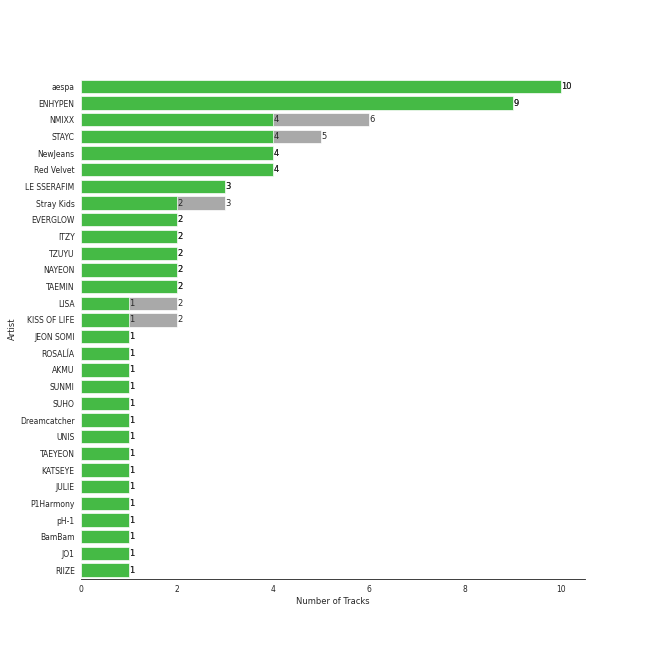 aespa 10
ENHYPEN 9
NMIXX 4 6
STAYC 4 5
NewJeans 4
Red Velvet 4
LE SSERAFIM 3
Stray Kids 2 3
EVERGLOW 2
ITZY 2
TZUYU 2
NAYEON 2
TAEMIN 2
LISA 1 2
KISS OF LIFE 1 2
JEON SOMI 1
ROSALÍA 1
AKMU 1
SUNMI 1
SUHO 1
Dreamcatcher 1
UNIS 1
TAEYEON 1
KATSEYE 1
JULIE 1
P1Harmony 1
pH-1 1
BamBam 1
JO1 1
RIIZE 1
Artist
0 2 4 6 8 10
Number of Tracks